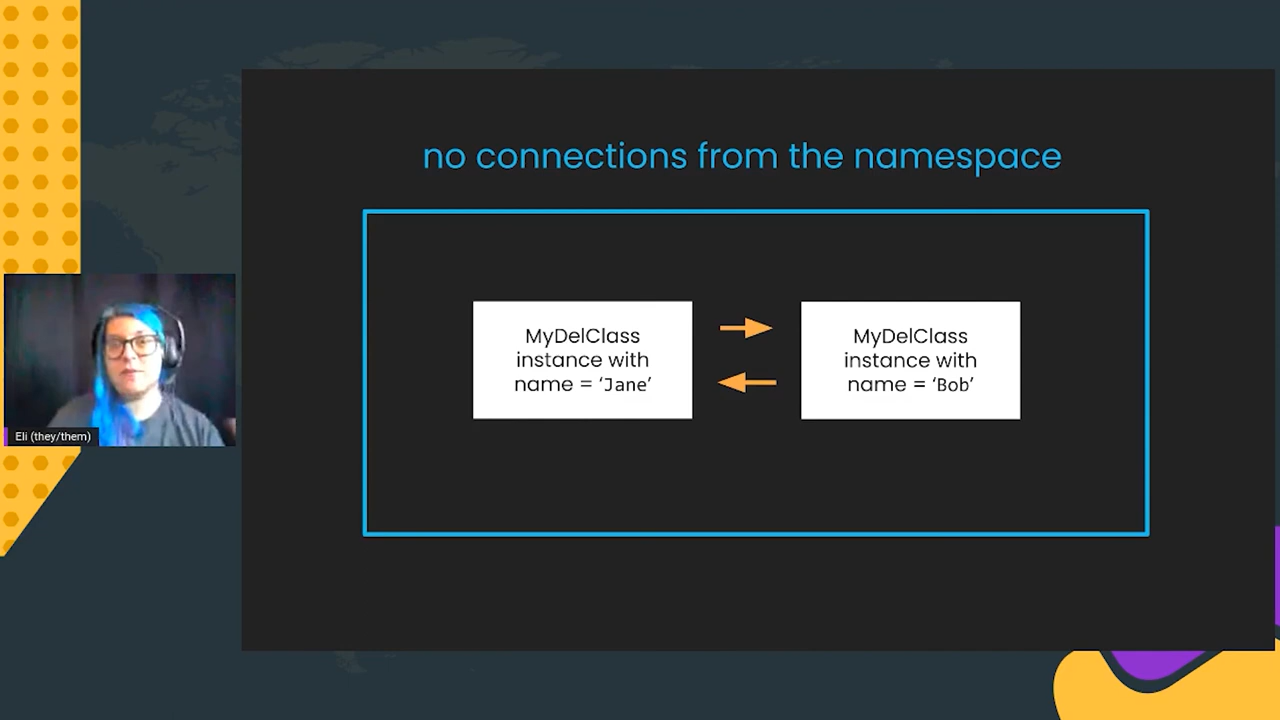 no connections from the namespace
MyDelClass
instance with
name = ‘Jane’
MyDelClass
instance with
name = ‘Bob’
Eli (they/them)